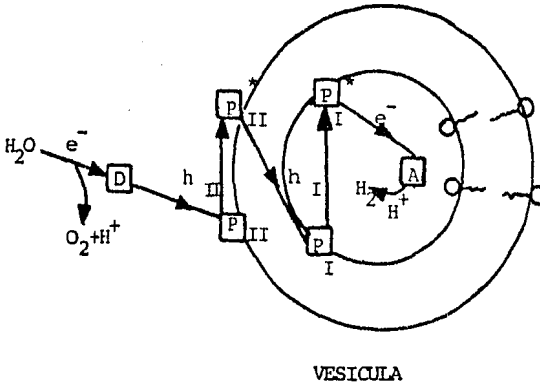 * *
P P
II I
e⁻
H₂O e⁻
D h h A
II I H₂
H⁺
P
O₂+H⁺ II P
I
VESICULA